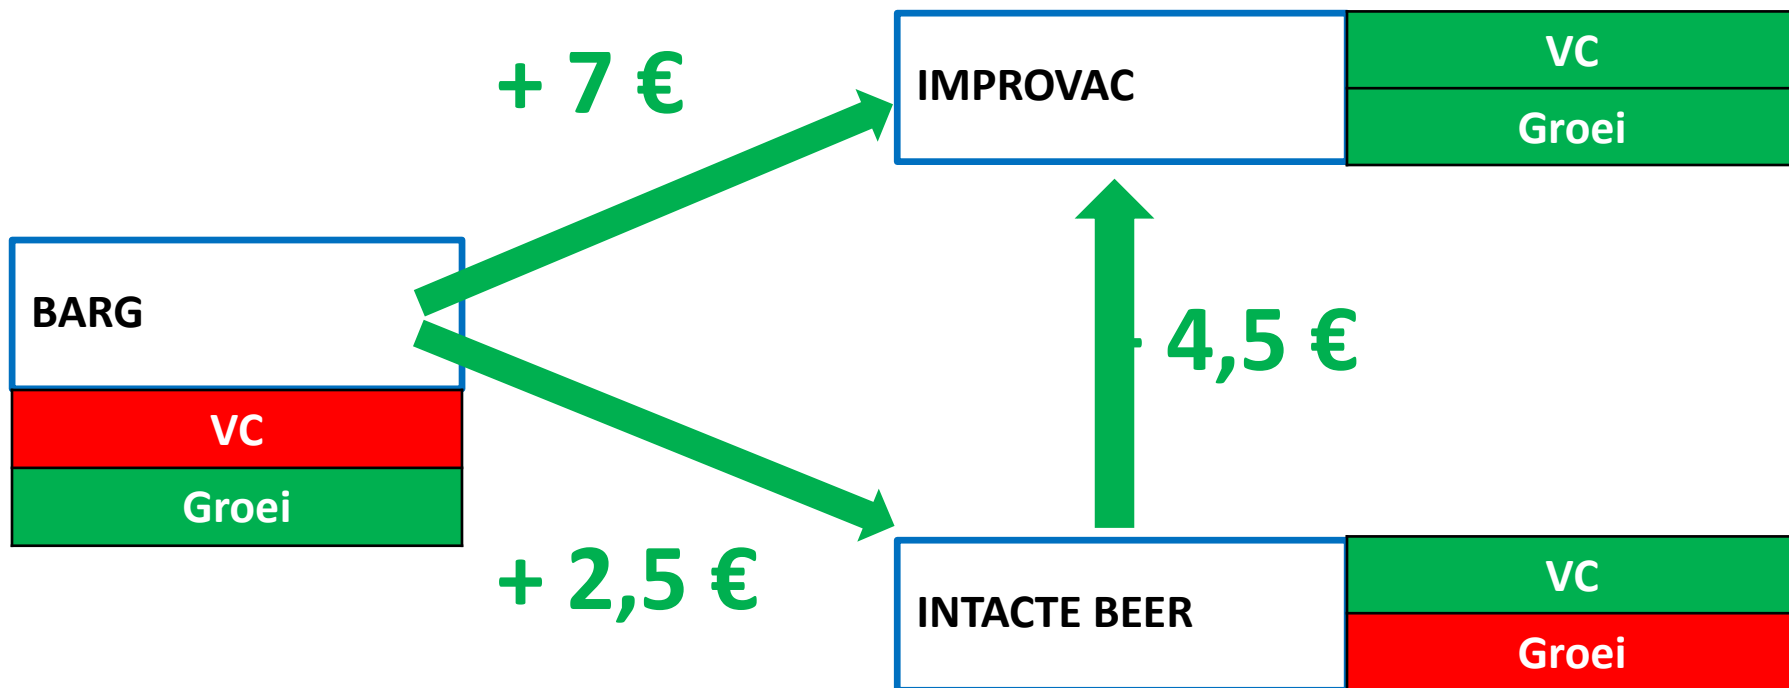 + 7 €
IMPROVAC
VC
Groei
BARG
VC
Groei
4,5 €
+ 2,5 €
INTACTE BEER
VC
Groei